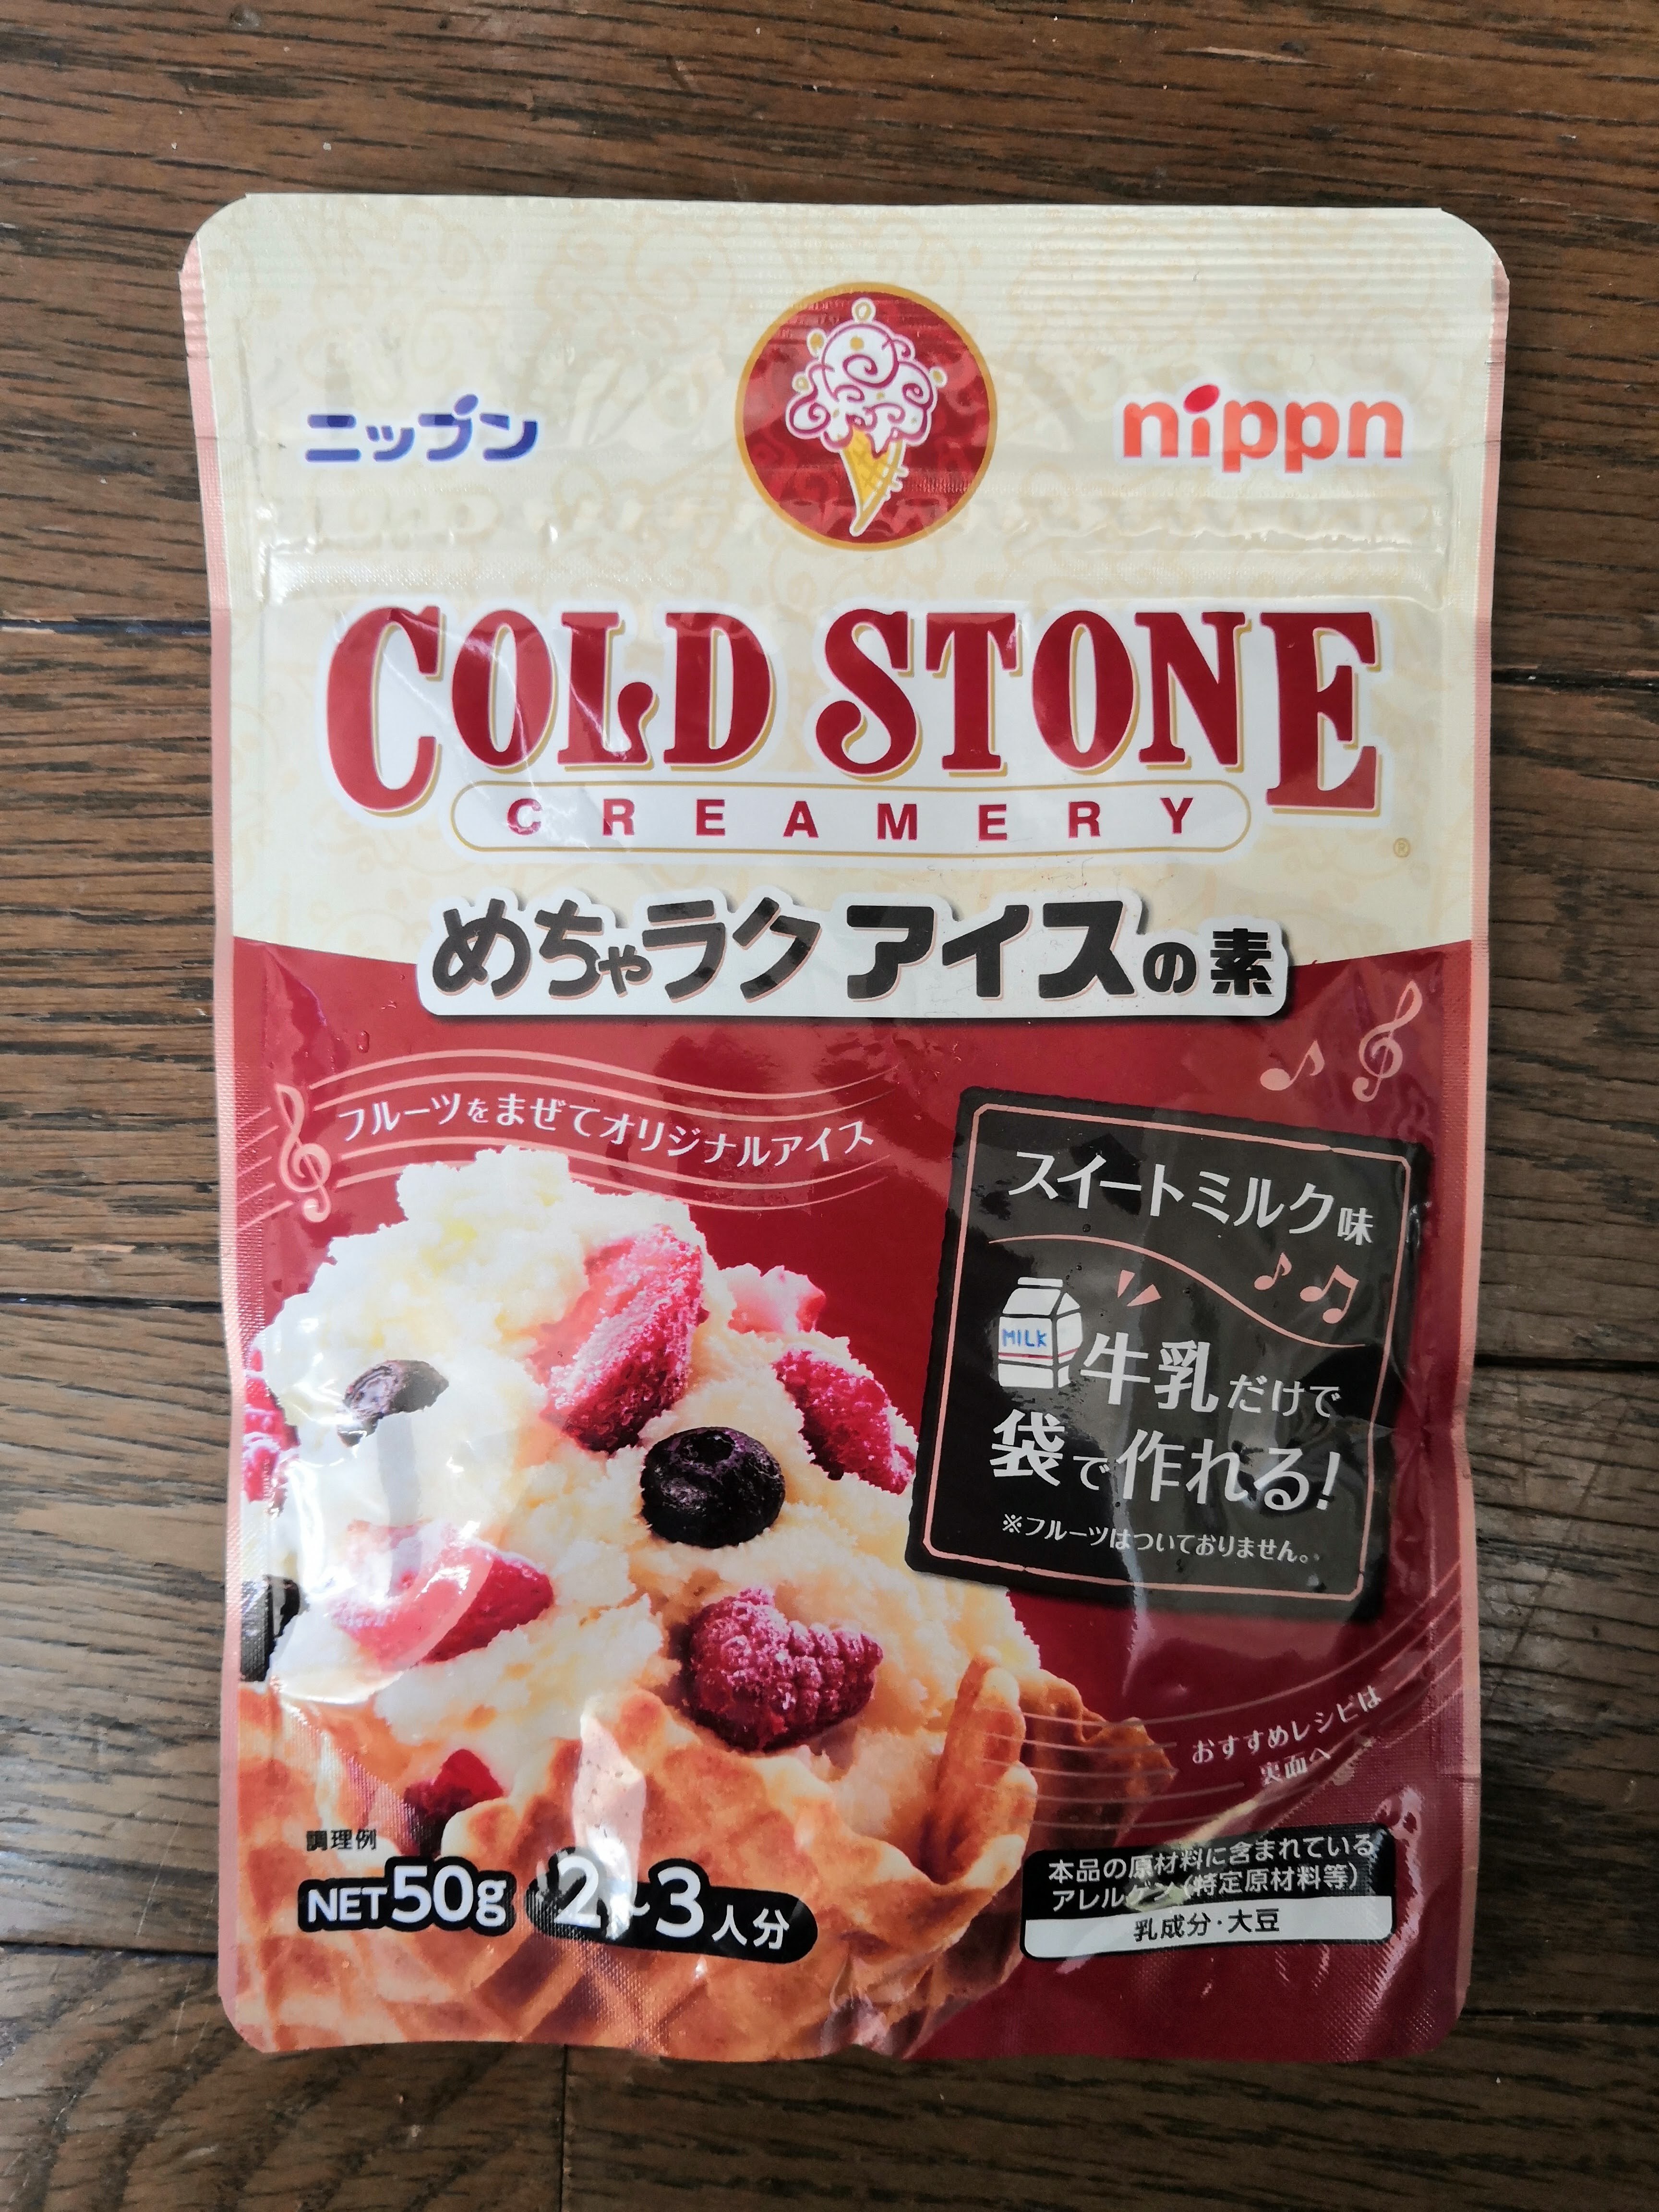 ニップン
nippn
COLD STONE
CREAMERY
®
めちゃラク アイスの素
フルーツをまぜてオリジナルアイス
スイートミルク味
MILK
牛乳だけで
袋で作れる!
※フルーツはついておりません。
おすすめレシピは
裏面へ
調理例
NET50g 2~3人分
本品の原材料に含まれている
アレルゲン(特定原材料等)
乳成分・大豆